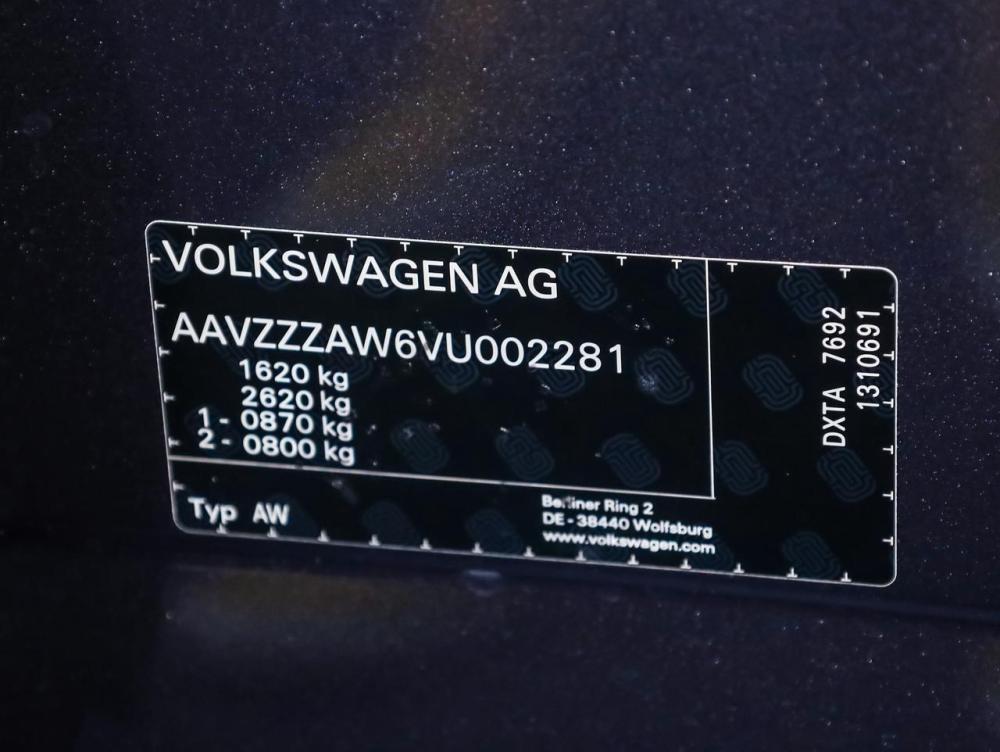 VOLKSWAGEN AG
AAVZZZAW6VU002281
1620 kg
2620 kg
1 - 0870 kg
2 - 0800 kg
Typ AW
Berliner Ring 2
DE - 38440 Wolfsburg
www.volkswagen.com
DXTA 7692
1310691